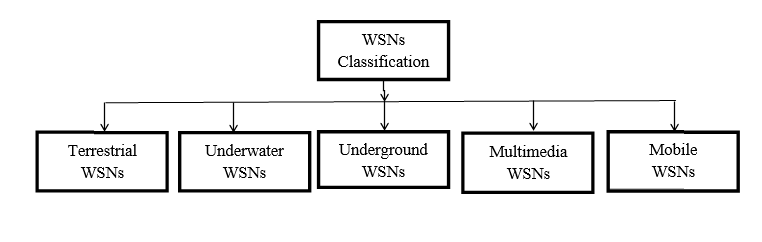 WSNs
Classification
Terrestrial
WSNs
Underwater
WSNs
Underground
WSNs
Multimedia
WSNs
Mobile
WSNs